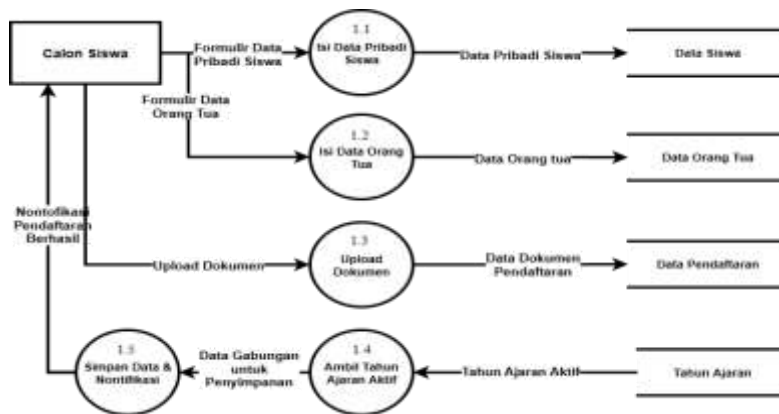 Calon Siswa
Formulir Data
Pribadi Siswa
1.1
Isi Data Pribadi
Siswa
Data Pribadi Siswa
Data Siswa
Formulir Data
Orang Tua
1.2
Isi Data Orang
Tua
Data Orang tua
Data Orang Tua
Nontofikasi
Pendaftaran
Berhasil
Upload Dokumen
1.3
Upload
Dokumen
Data Dokumen
Pendaftaran
Data Pendaftaran
1.5
Simpan Data &
Nontifikasi
Data Gabungan
untuk
Penyimpanan
1.4
Ambil Tahun
Ajaran Aktif
Tahun Ajaran Aktif
Tahun Ajaran